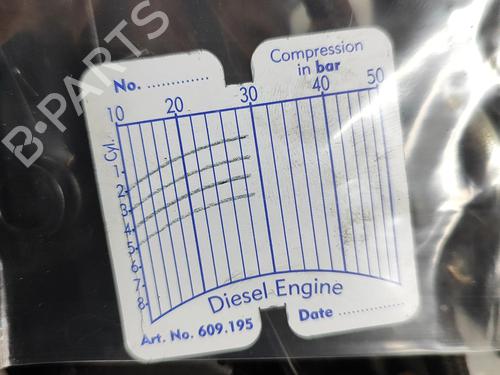 B-PARTS
No. .............
Compression
in bar
10 20 30 40 50
Cyl.
1
2
3
4
5
6
7
8
Diesel Engine
Art. No. 609.195
Date ..............